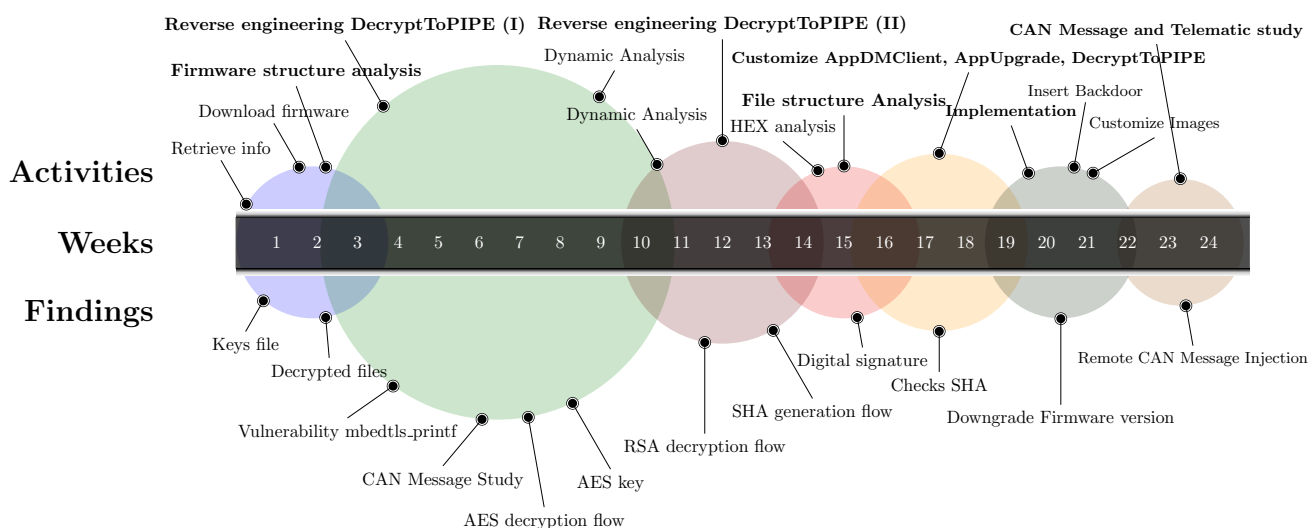 Reverse engineering DecryptToPIPE (I)
Reverse engineering DecryptToPIPE (II)
CAN Message and Telematic study
Dynamic Analysis
Customize AppDMClient, AppUpgrade, DecryptToPIPE
Firmware structure analysis
Insert Backdoor
File structure Analysis
Implementation
Download firmware
Dynamic Analysis
HEX analysis
Customize Images
Retrieve info
Activities
Weeks
1 2 3 4 5 6 7 8 9 10 11 12 13 14 15 16 17 18 19 20 21 22 23 24
Findings
Keys file
Remote CAN Message Injection
Digital signature
Decrypted files
Checks SHA
SHA generation flow
Downgrade Firmware version
Vulnerability mbedtls_printf
RSA decryption flow
CAN Message Study
AES key
AES decryption flow